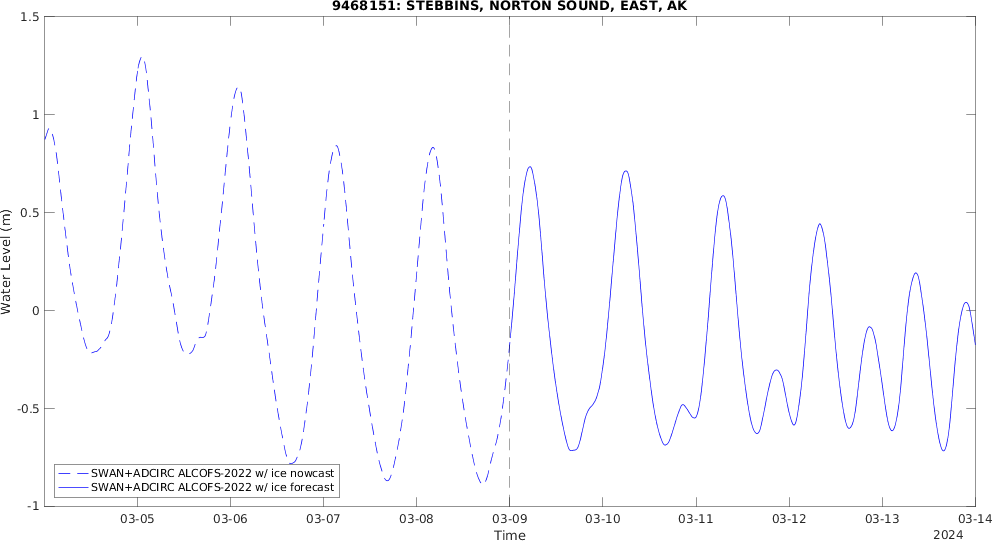 9468151: STEBBINS, NORTON SOUND, EAST, AK
1.5
1
0.5
0
-0.5
-1
Water Level (m)
SWAN+ADCIRC ALCOFS-2022 w/ ice nowcast
SWAN+ADCIRC ALCOFS-2022 w/ ice forecast
03-05 03-06 03-07 03-08 03-09 03-10 03-11 03-12 03-13 03-14
Time
2024